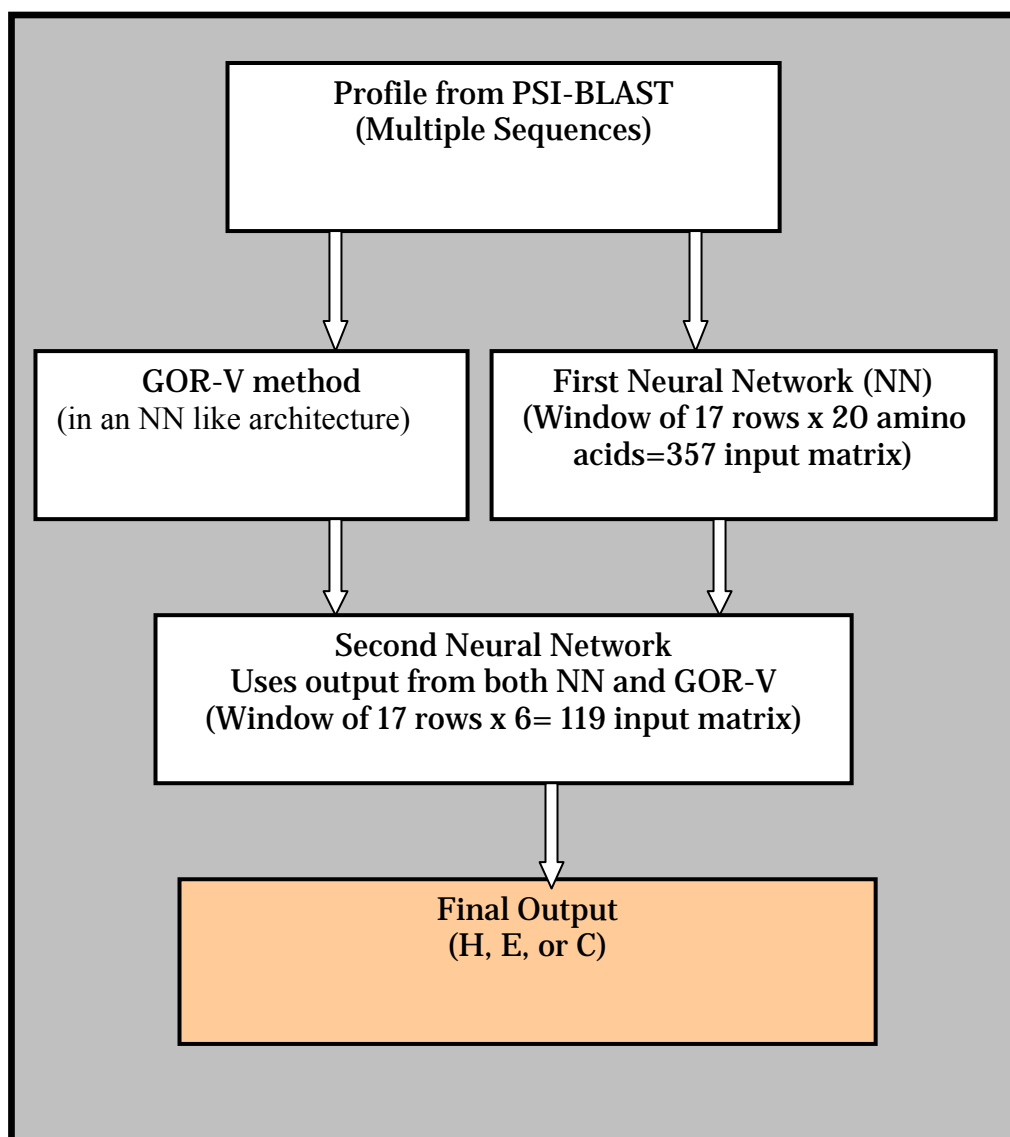 Profile from PSI-BLAST
(Multiple Sequences)
GOR-V method
(in an NN like architecture)
First Neural Network (NN)
(Window of 17 rows x 20 amino
acids=357 input matrix)
Second Neural Network
Uses output from both NN and GOR-V
(Window of 17 rows x 6= 119 input matrix)
Final Output
(H, E, or C)